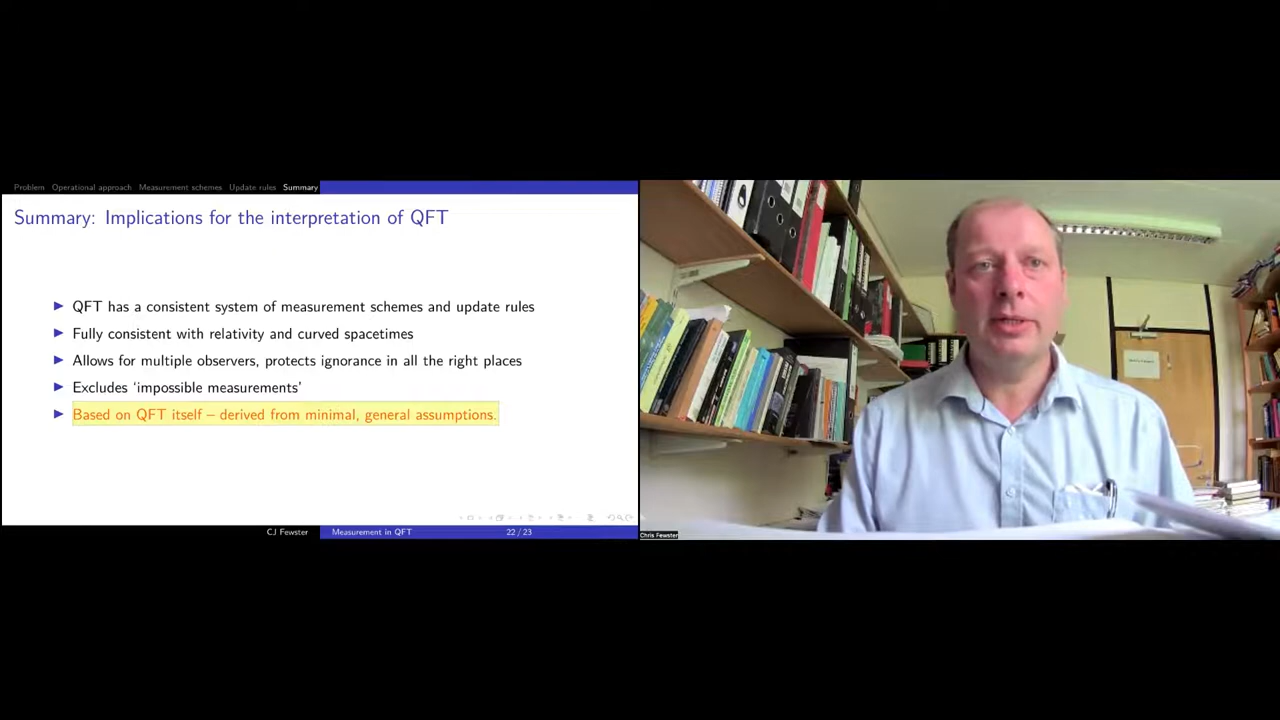 Problem Operational approach Measurement schemes Update rules Summary
Summary: Implications for the interpretation of QFT
QFT has a consistent system of measurement schemes and update rules
Fully consistent with relativity and curved spacetimes
Allows for multiple observers, protects ignorance in all the right places
Excludes ‘impossible measurements’
Based on QFT itself – derived from minimal, general assumptions.
CJ Fewster Measurement in QFT 22 / 23
Chris Fewster